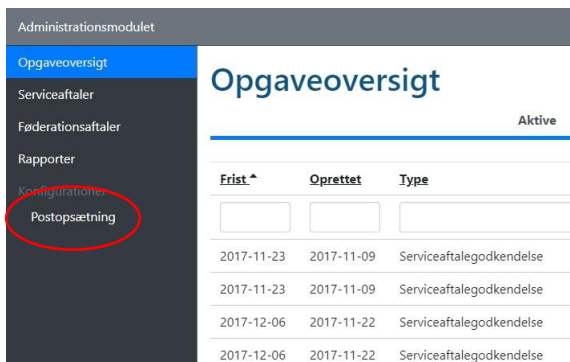 Administrationsmodulet
Opgaveoversigt
Serviceaftaler
Føderationsaftaler
Rapporter
Konfigurationer
Postopsætning
Opgaveoversigt
Aktive
Frist Oprettet Type
2017-11-23 2017-11-09 Serviceaftalegodkendelse
2017-11-23 2017-11-09 Serviceaftalegodkendelse
2017-12-06 2017-11-22 Serviceaftalegodkendelse
2017-12-06 2017-11-22 Serviceaftalegodkendelse